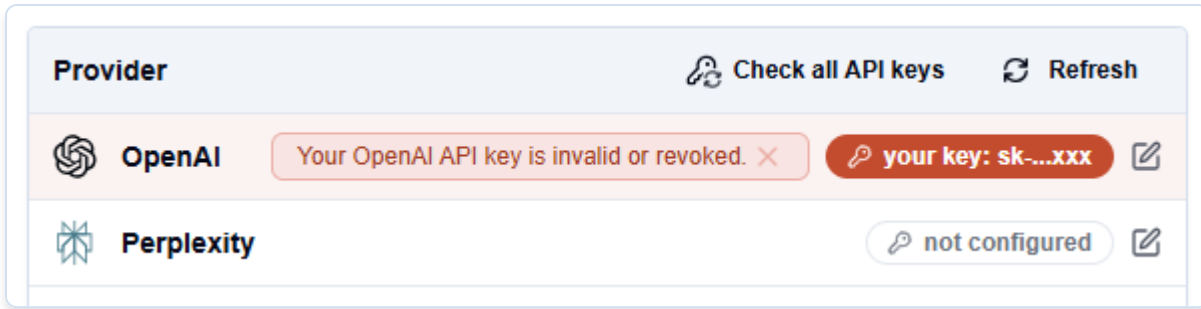 Provider Check all API keys Refresh
OpenAI Your OpenAI API key is invalid or revoked. your key: sk-...xxx
Perplexity not configured